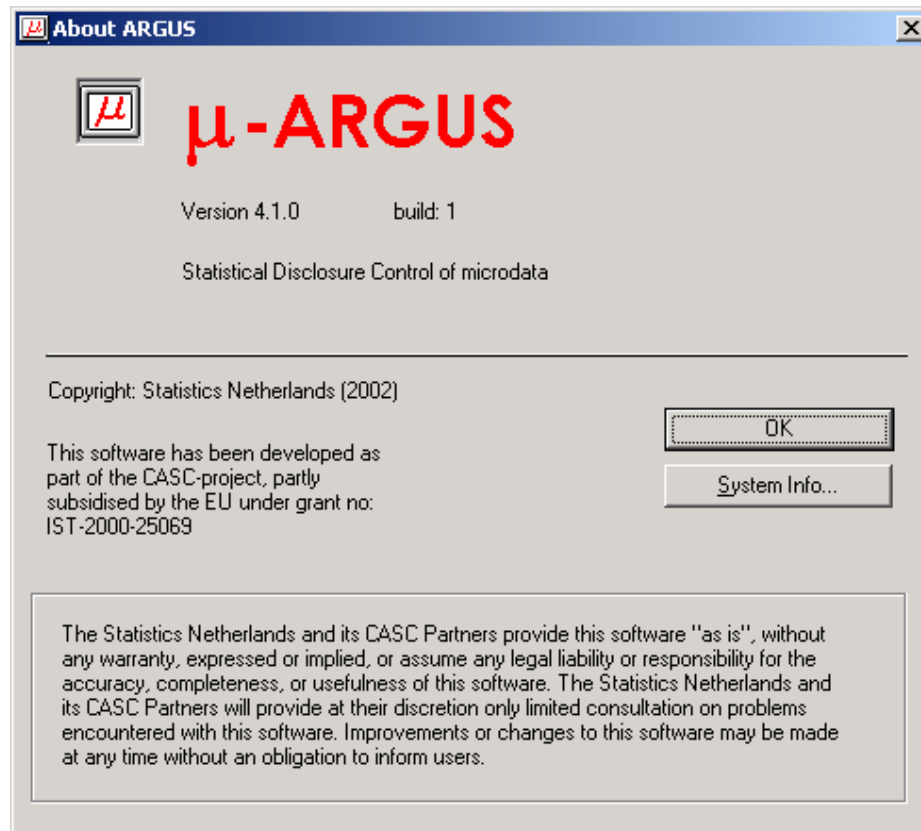 About ARGUS
μ
μ-ARGUS
Version 4.1.0 build: 1
Statistical Disclosure Control of microdata
Copyright: Statistics Netherlands (2002)
This software has been developed as
part of the CASC-project, partly
subsidised by the EU under grant no:
IST-2000-25069
OK
System Info...
The Statistics Netherlands and its CASC Partners provide this software "as is", without
any warranty, expressed or implied, or assume any legal liability or responsibility for the
accuracy, completeness, or usefulness of this software. The Statistics Netherlands and
its CASC Partners will provide at their discretion only limited consultation on problems
encountered with this software. Improvements or changes to this software may be made
at any time without an obligation to inform users.